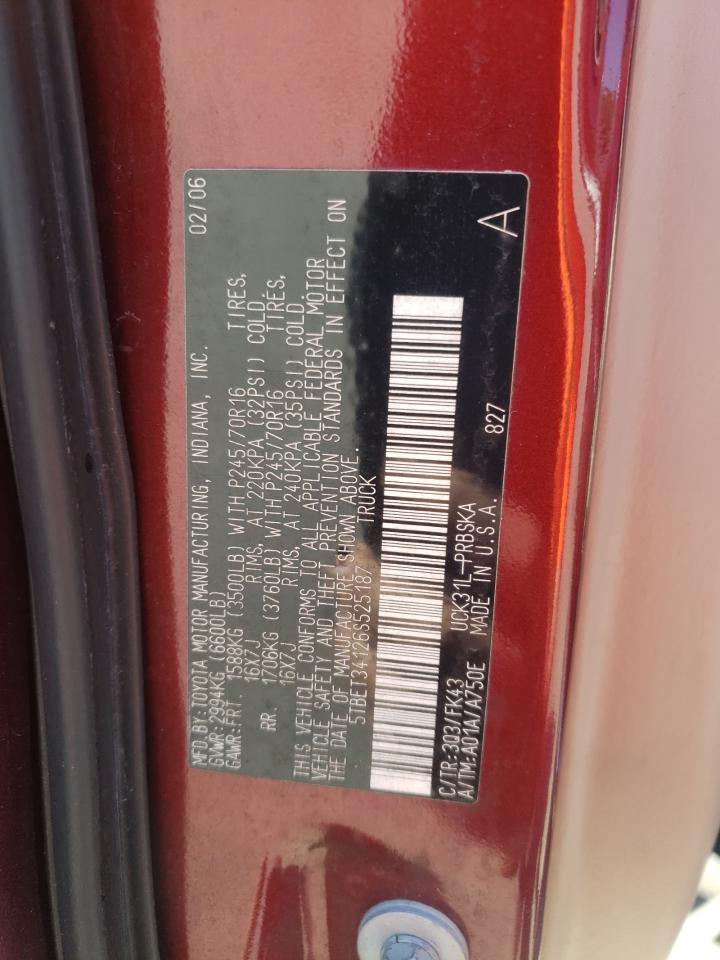 MFD.BY:TOYOTA MOTOR MANUFACTURING, INDIANA, INC. 02/06
GVWR:2994KG (6600LB)
GAWR:FRT. 1588KG (3500LB) WITH P245/70R16 TIRES,
16X7J RIMS, AT 220KPA (32PSI) COLD.
RR. 1706KG (3760LB) WITH P245/70R16 TIRES,
16X7J RIMS, AT 240KPA (35PSI) COLD.
THIS VEHICLE CONFORMS TO ALL APPLICABLE FEDERAL MOTOR
VEHICLE SAFETY AND THEFT PREVENTION STANDARDS IN EFFECT ON
THE DATE OF MANUFACTURE SHOWN ABOVE.
5TBET34126S525187 TRUCK
C/TR:3Q3/FK43 UCK31L-PRBSKA
A/TM:A01A/A750E MADE IN U.S.A. 827
A